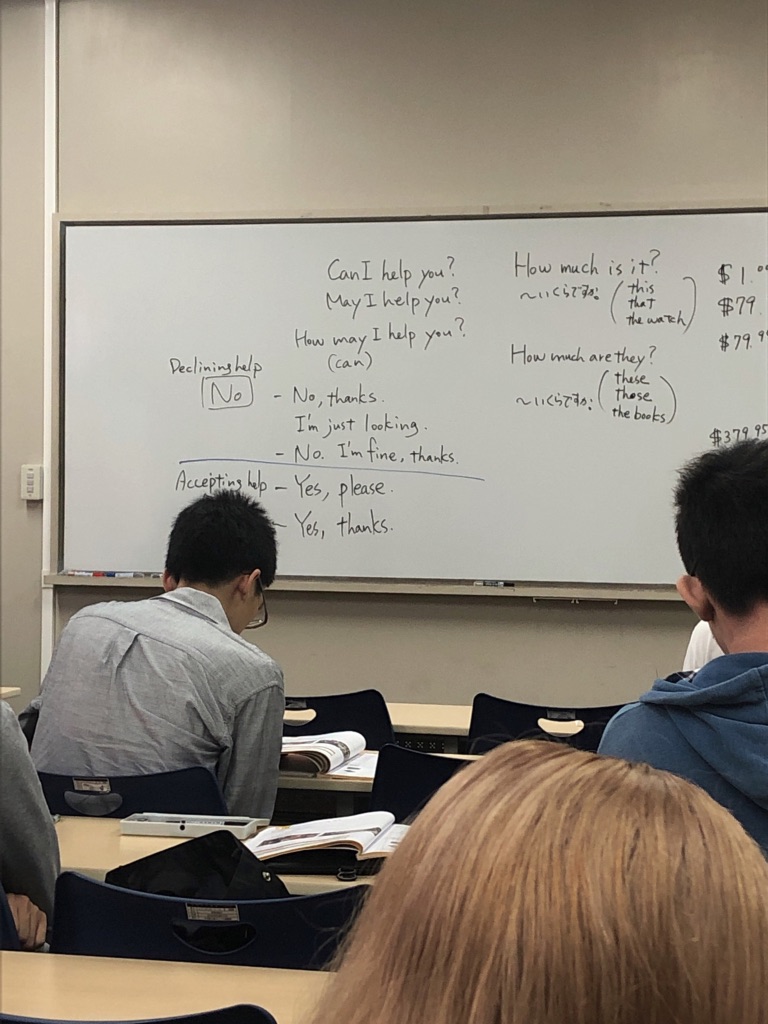 Can I help you?
May I help you?
How may I help you?
(can)
Declining help
No
- No, thanks.
I'm just looking.
- No. I'm fine, thanks.
Accepting help - Yes, please.
- Yes, thanks.
How much is it?
〜いくらですか?
(this
that
the watch)
How much are they?
〜いくらですか?
(these
those
the books)
$1.
$79.
$79.99
$379.95